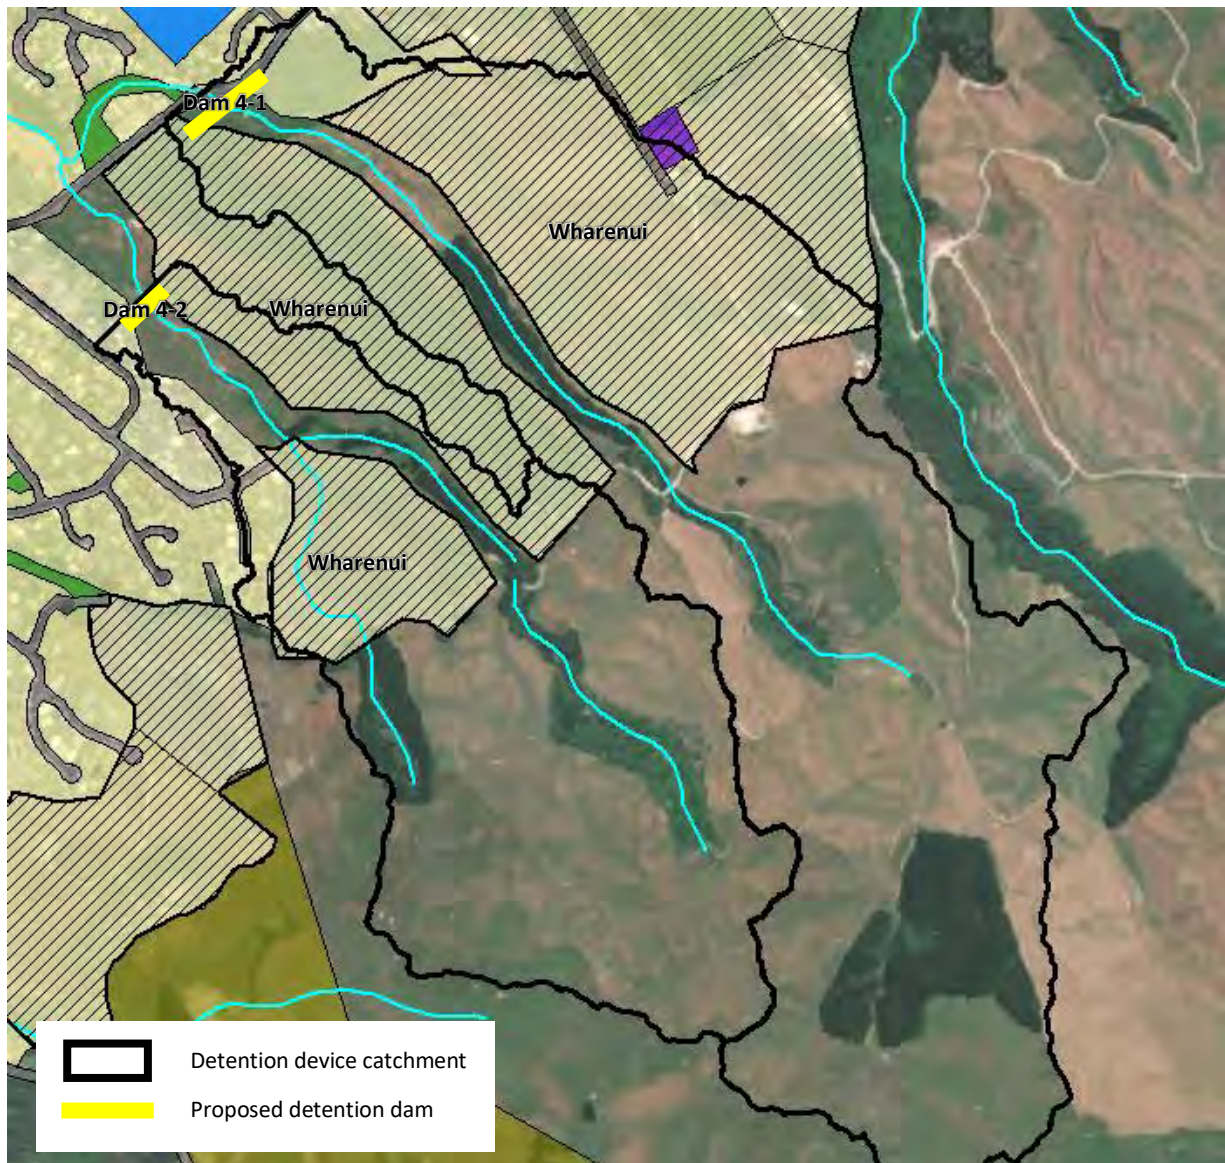 Dam 4-1
Wharenui
Dam 4-2
Wharenui
Wharenui
Detention device catchment
Proposed detention dam